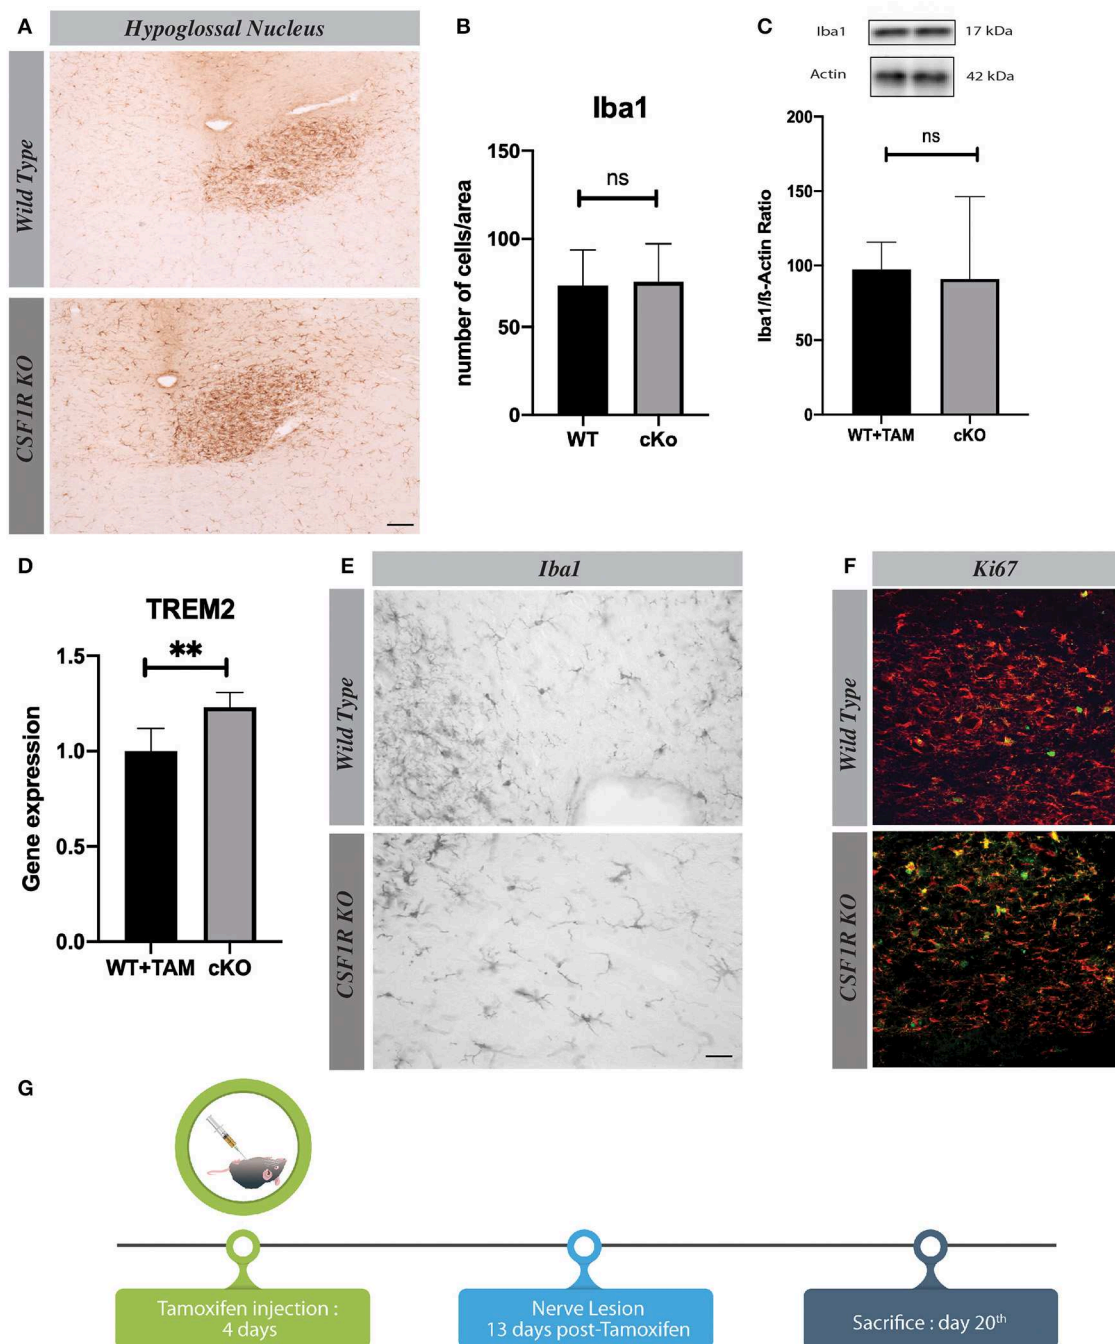 A
Hypoglossal Nucleus
Wild Type
CSF1R KO
B
Iba1
number of cells/area
150
100
50
0
ns
WT
cKo
C
Iba1
17 kDa
Actin
42 kDa
Iba1/ß-Actin Ratio
200
150
100
50
0
ns
WT+TAM
cKO
D
TREM2
Gene expression
1.5
1.0
0.5
0.0
**
WT+TAM
cKO
E
Iba1
Wild Type
CSF1R KO
F
Ki67
Wild Type
CSF1R KO
G
Tamoxifen injection :
4 days
Nerve Lesion
13 days post-Tamoxifen
Sacrifice : day 20th